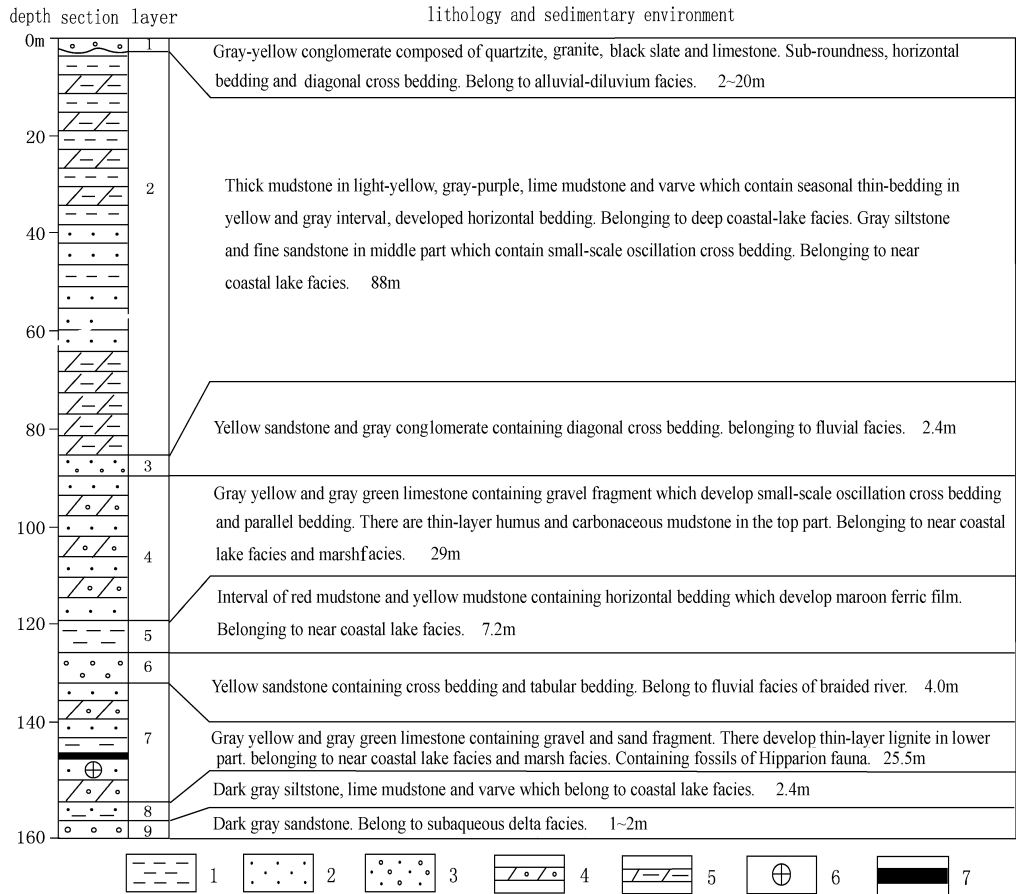 depth section layer lithology and sedimentary environment
0m
1
Gray-yellow conglomerate composed of quartzite, granite, black slate and limestone. Sub-roundness, horizontal
bedding and diagonal cross bedding. Belong to alluvial-diluvium facies. 2~20m
20
2
Thick mudstone in light-yellow, gray-purple, lime mudstone and varve which contain seasonal thin-bedding in
yellow and gray interval, developed horizontal bedding. Belonging to deep coastal-lake facies. Gray siltstone
40
and fine sandstone in middle part which contain small-scale oscillation cross bedding. Belonging to near
coastal lake facies. 88m
60
80
Yellow sandstone and gray conglomerate containing diagonal cross bedding. belonging to fluvial facies. 2.4m
3
Gray yellow and gray green limestone containing gravel fragment which develop small-scale oscillation cross bedding
100
and parallel bedding. There are thin-layer humus and carbonaceous mudstone in the top part. Belonging to near coastal
lake facies and marsh facies. 29m
4
Interval of red mudstone and yellow mudstone containing horizontal bedding which develop maroon ferric film.
120
Belonging to near coastal lake facies. 7.2m
5
6
Yellow sandstone containing cross bedding and tabular bedding. Belong to fluvial facies of braided river. 4.0m
140
7
Gray yellow and gray green limestone containing gravel and sand fragment. There develop thin-layer lignite in lower
part. belonging to near coastal lake facies and marsh facies. Containing fossils of Hipparion fauna. 25.5m
Dark gray siltstone, lime mudstone and varve which belong to coastal lake facies. 2.4m
8
Dark gray sandstone. Belong to subaqueous delta facies. 1~2m
9
160
1 2 3 4 5 6 7